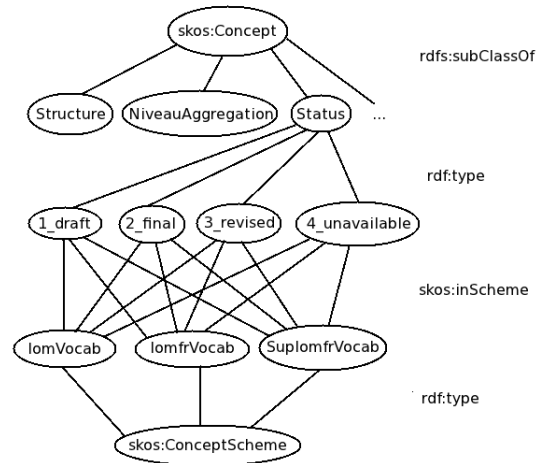 skos:Concept
rdfs:subClassOf
Structure
NiveauAggregation
Status
...
rdf:type
1_draft
2_final
3_revised
4_unavailable
skos:inScheme
lomVocab
lomfrVocab
SuplomfrVocab
rdf:type
skos:ConceptScheme